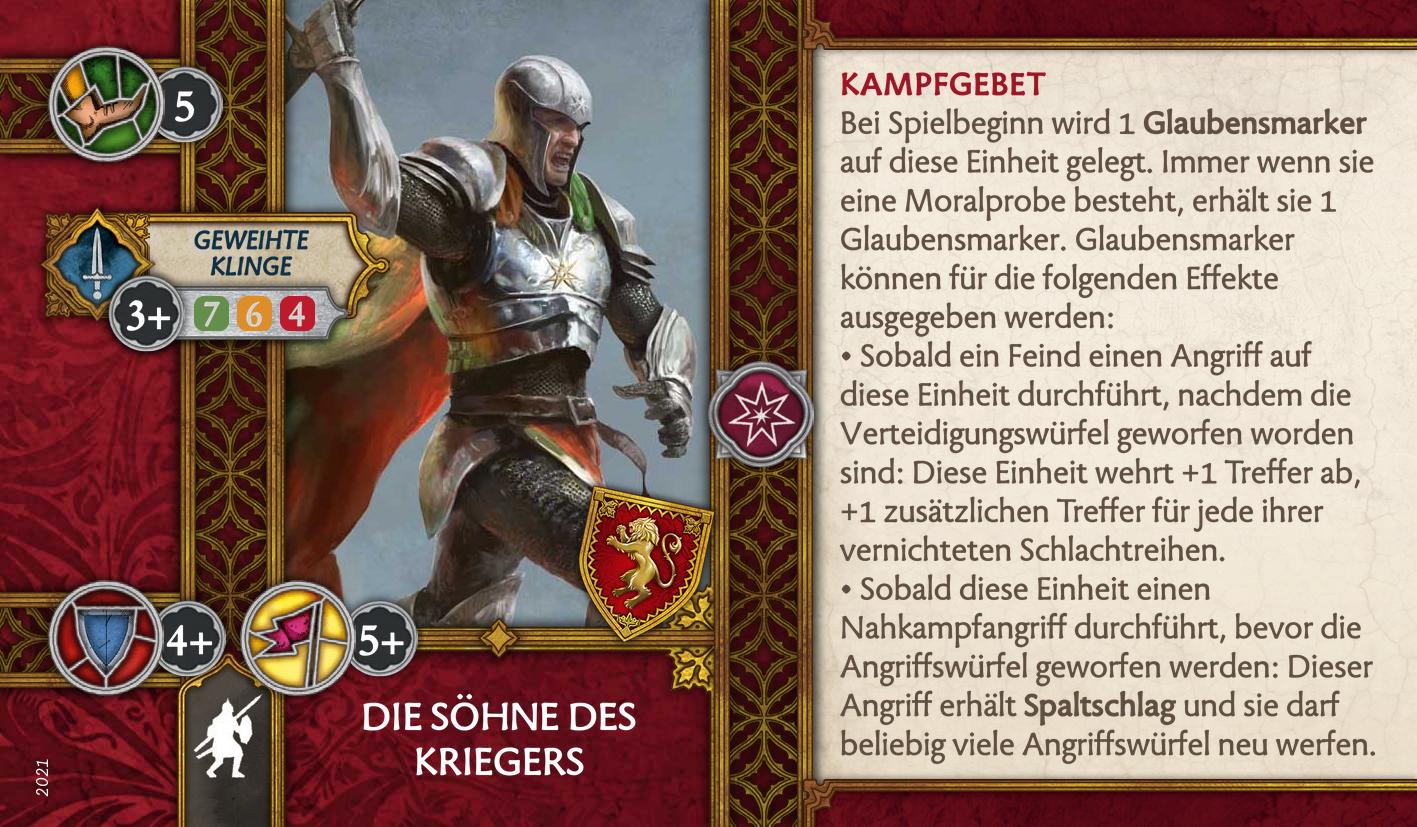 5
GEWEIHTE
KLINGE
3+ 7 6 4
4+ 5+
DIE SÖHNE DES
KRIEGERS
2021
KAMPFGEBET
Bei Spielbeginn wird 1 Glaubensmarker
auf diese Einheit gelegt. Immer wenn sie
eine Moralprobe besteht, erhält sie 1
Glaubensmarker. Glaubensmarker
können für die folgenden Effekte
ausgegeben werden:
• Sobald ein Feind einen Angriff auf
diese Einheit durchführt, nachdem die
Verteidigungswürfel geworfen worden
sind: Diese Einheit wehrt +1 Treffer ab,
+1 zusätzlichen Treffer für jede ihrer
vernichteten Schlachtreihen.
• Sobald diese Einheit einen
Nahkampfangriff durchführt, bevor die
Angriffswürfel geworfen werden: Dieser
Angriff erhält Spaltschlag und sie darf
beliebig viele Angriffswürfel neu werfen.